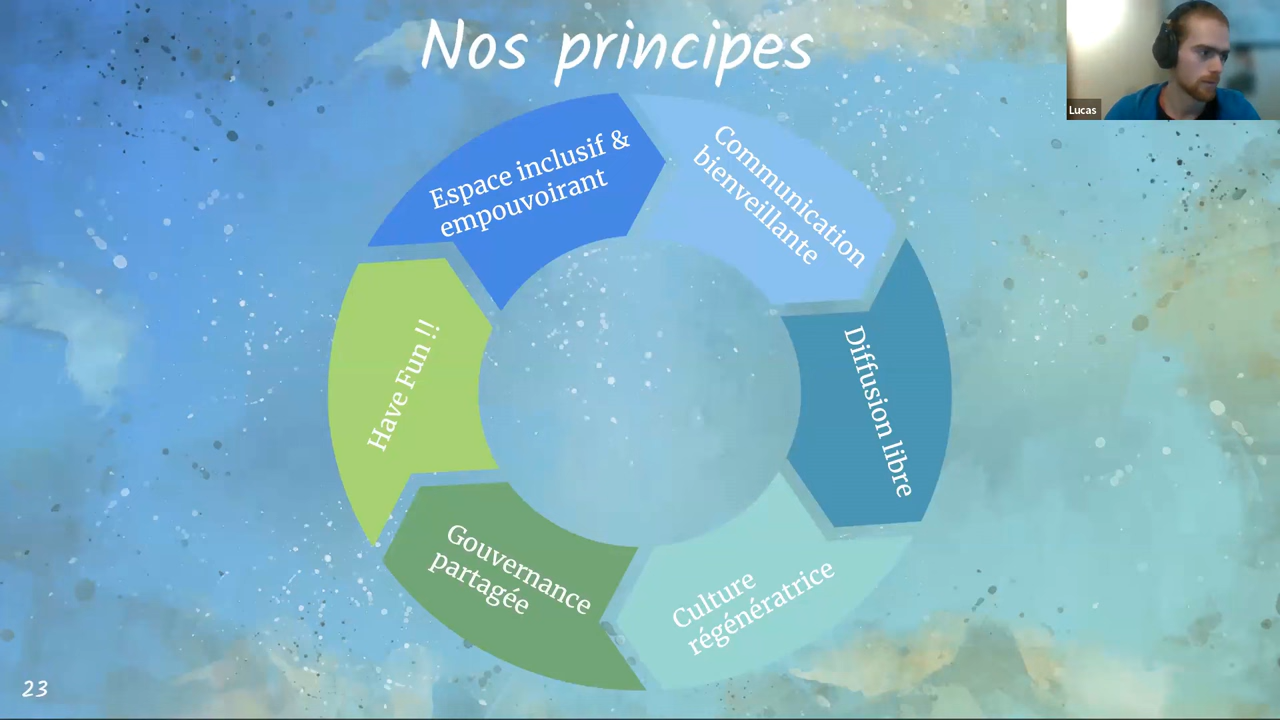 Nos principes
Lucas
Espace inclusif &
empouvoirant
Communication
bienveillante
Diffusion libre
Culture
régénératrice
Gouvernance
partagée
Have Fun !!
23